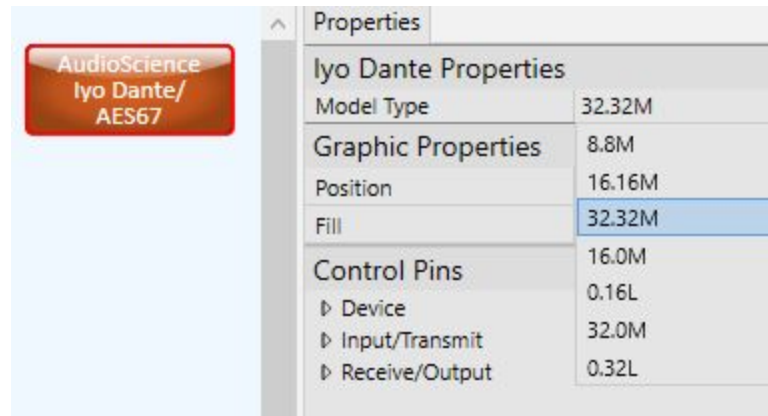 AudioScience
Iyo Dante/
AES67
Properties
Iyo Dante Properties
Model Type 32.32M
Graphic Properties 8.8M
Position 16.16M
Fill 32.32M
Control Pins 16.0M
Device 0.16L
Input/Transmit 32.0M
Receive/Output 0.32L